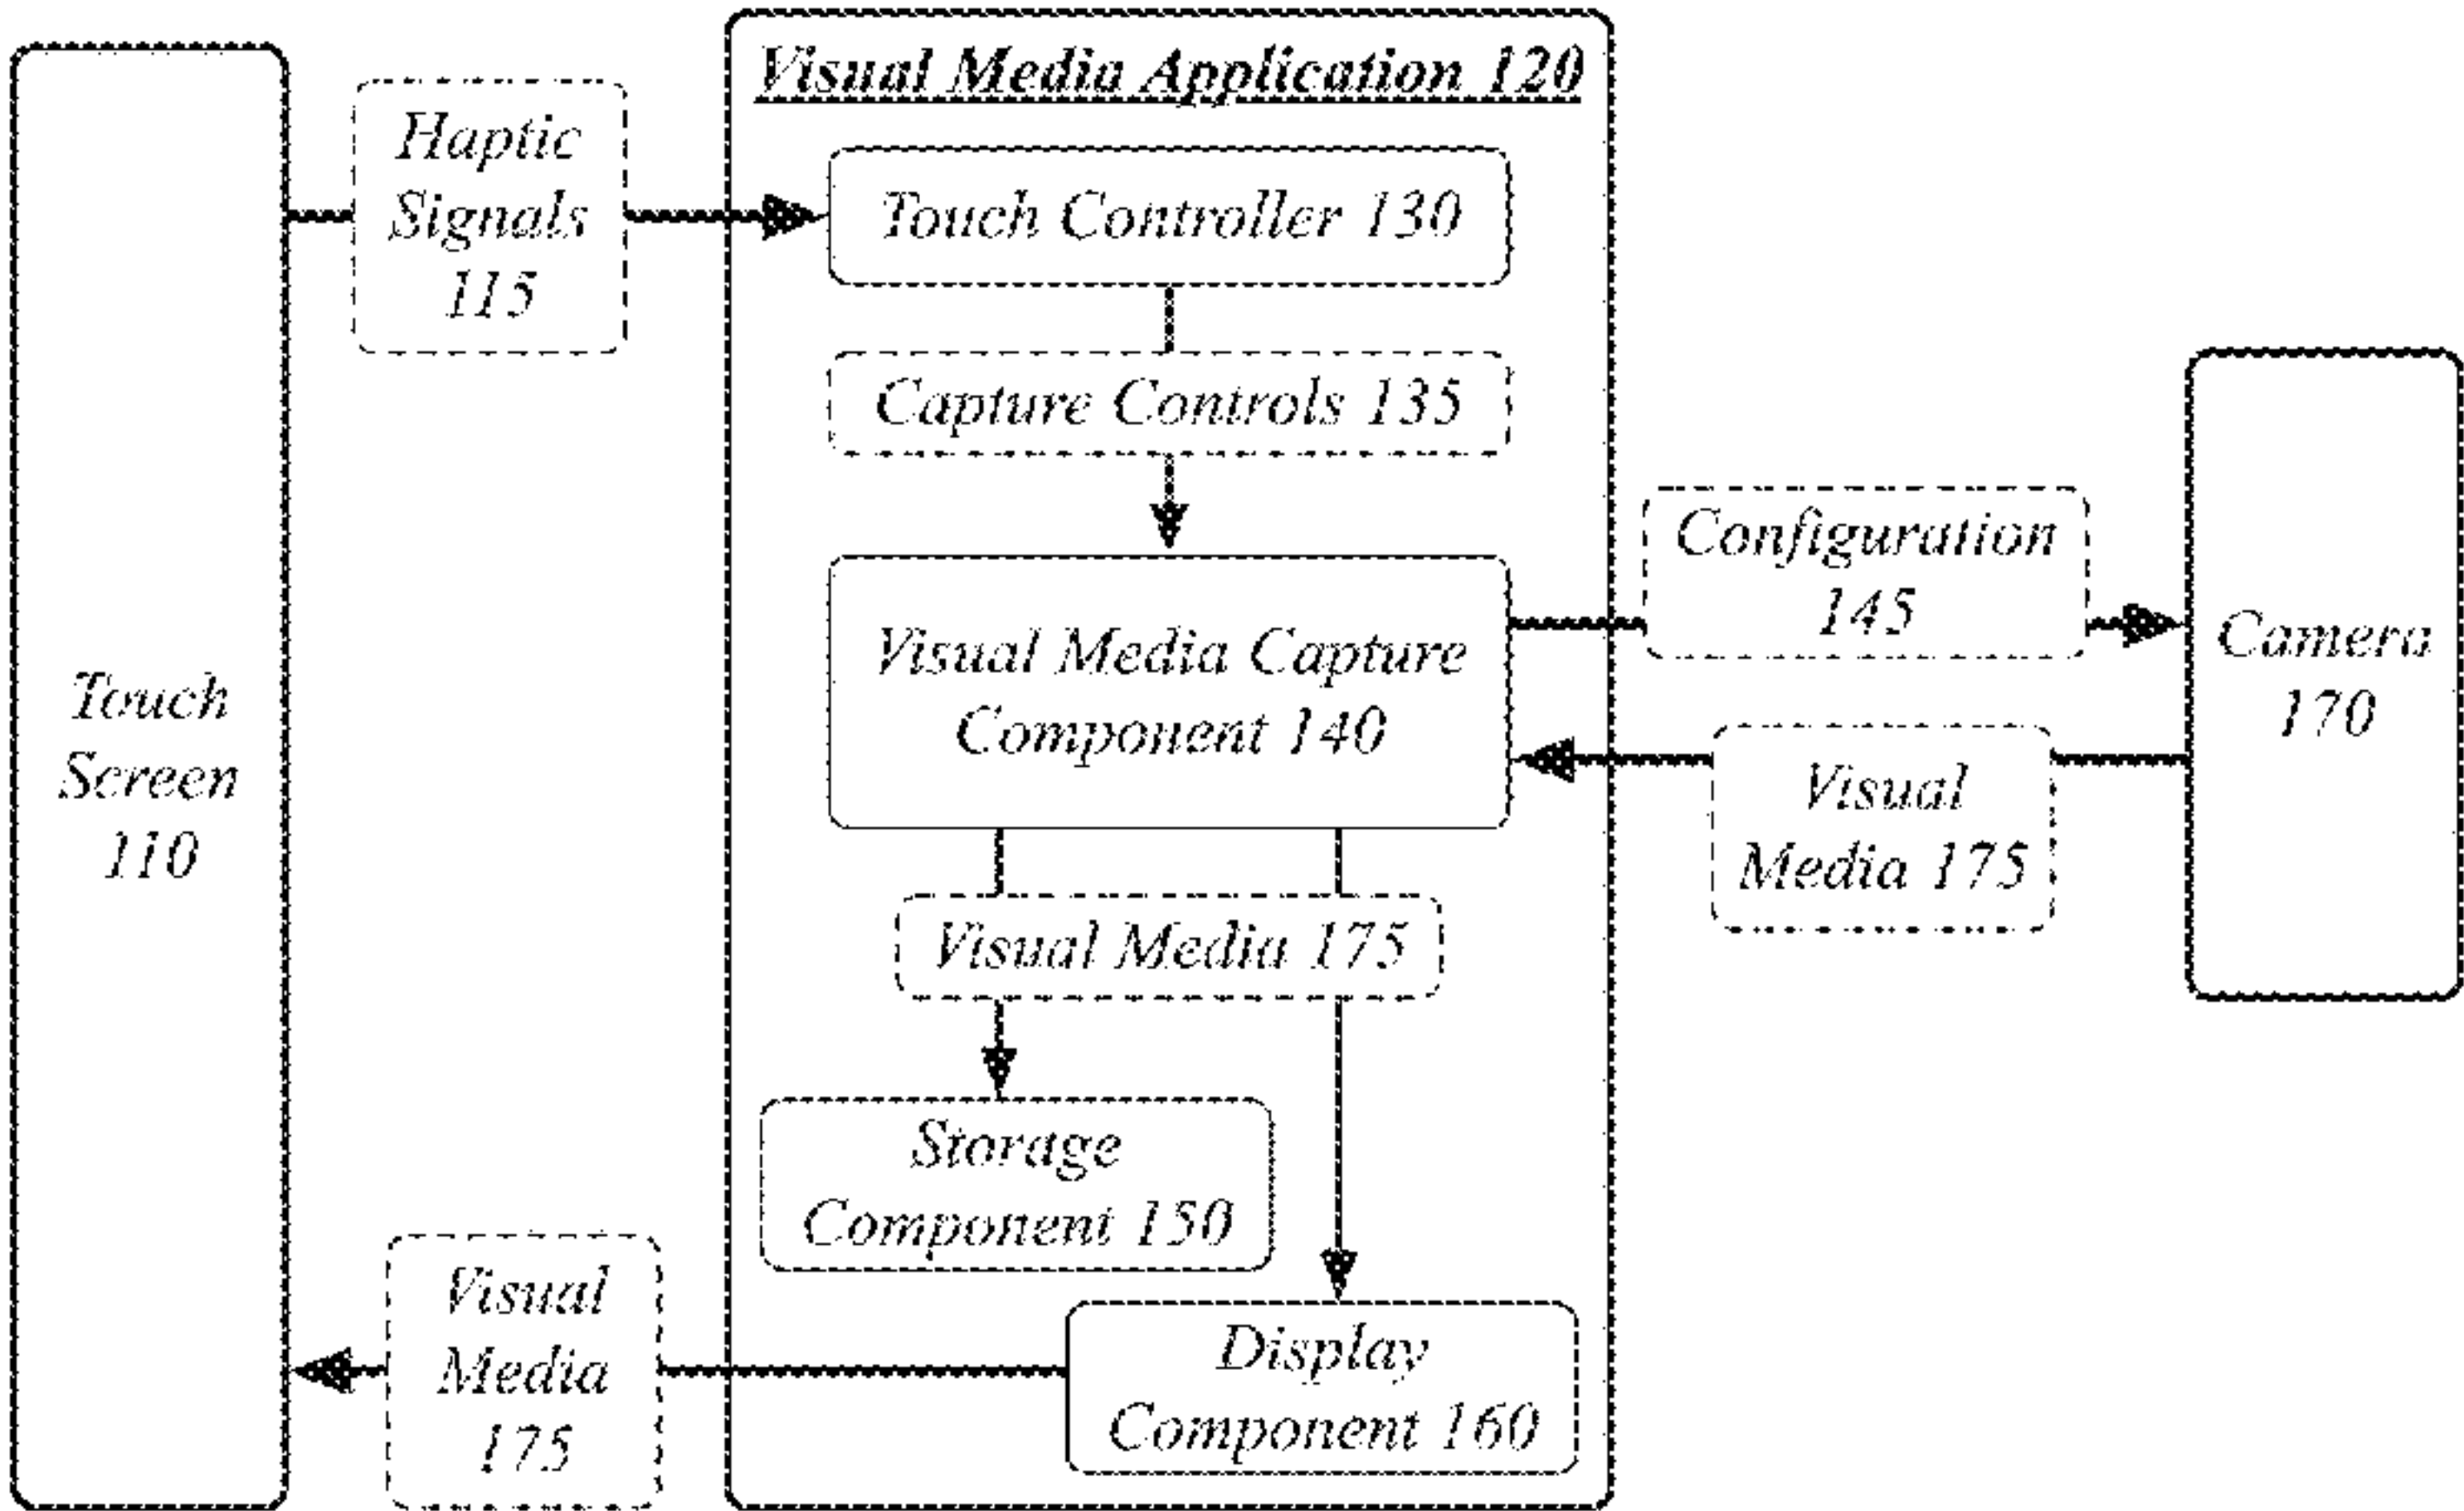 Visual Media Application 120
Haptic
Signals
115
Touch Controller 130
Capture Controls 135
Configuration
145
Visual Media Capture
Component 140
Camera
170
Touch
Screen
110
Visual
Media 175
Visual Media 175
Storage
Component 150
Visual
Media
175
Display
Component 160